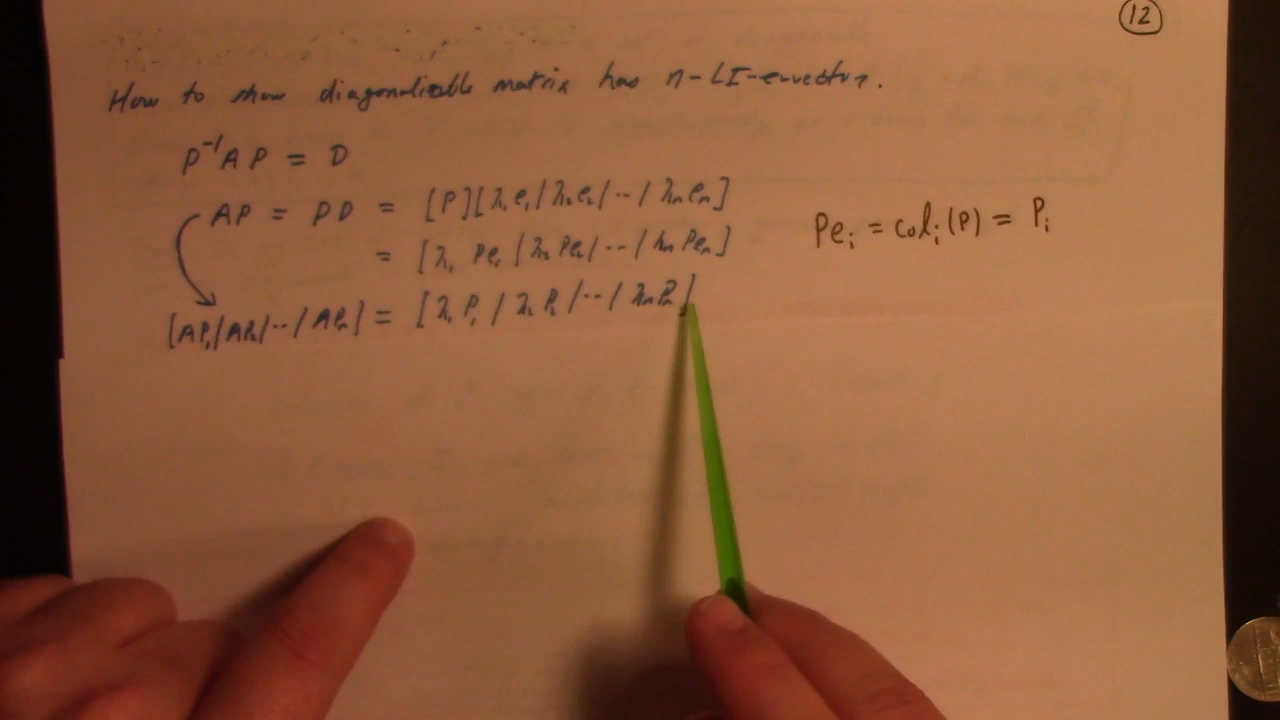 12
How to show diagonalizable matrix has n-LI-e-vectors.
P⁻¹AP = D
AP = PD = [P][λ₁e₁|λ₂e₂|··|λₙeₙ]
= [λ₁Pe₁|λ₂Pe₂|··|λₙPeₙ]
Peᵢ = colᵢ(P) = Pᵢ
[AP₁|AP₂|··|APₙ] = [λ₁P₁|λ₂P₂|··|λₙPₙ]